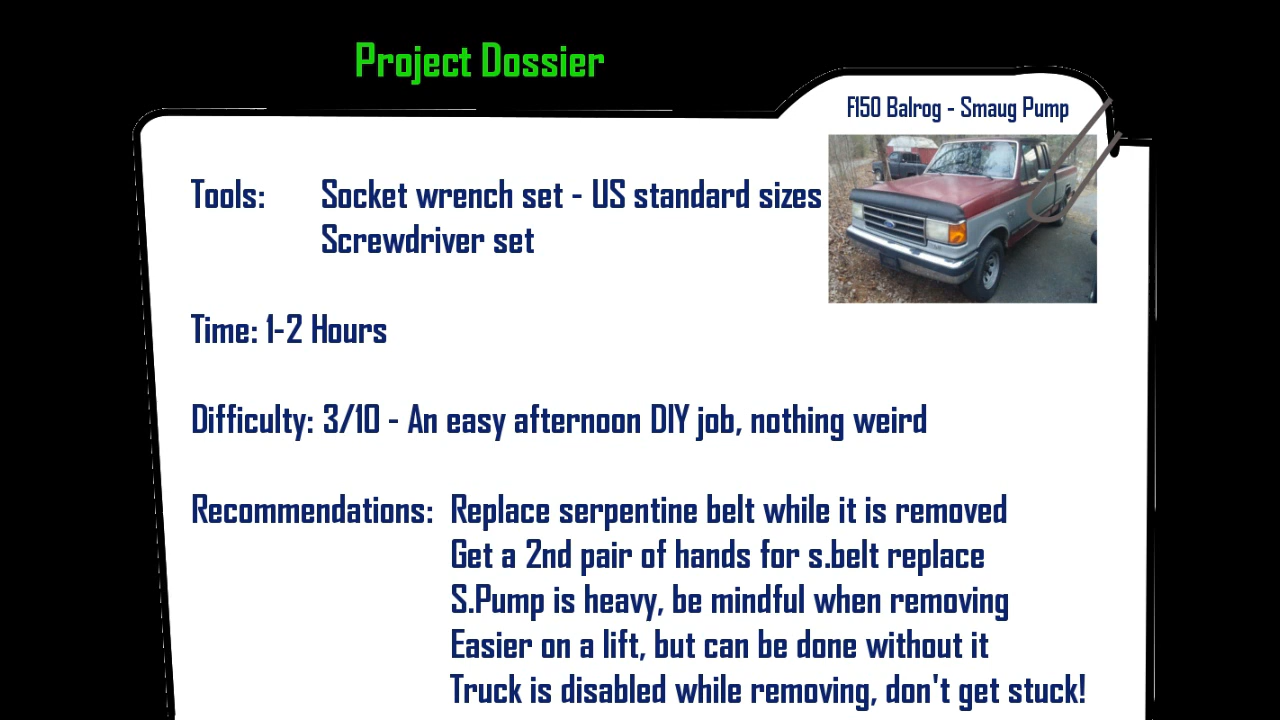 Project Dossier
F150 Balrog - Smaug Pump
Tools: Socket wrench set - US standard sizes
Screwdriver set
Time: 1-2 Hours
Difficulty: 3/10 - An easy afternoon DIY job, nothing weird
Recommendations: Replace serpentine belt while it is removed
Get a 2nd pair of hands for s.belt replace
S.Pump is heavy, be mindful when removing
Easier on a lift, but can be done without it
Truck is disabled while removing, don't get stuck!